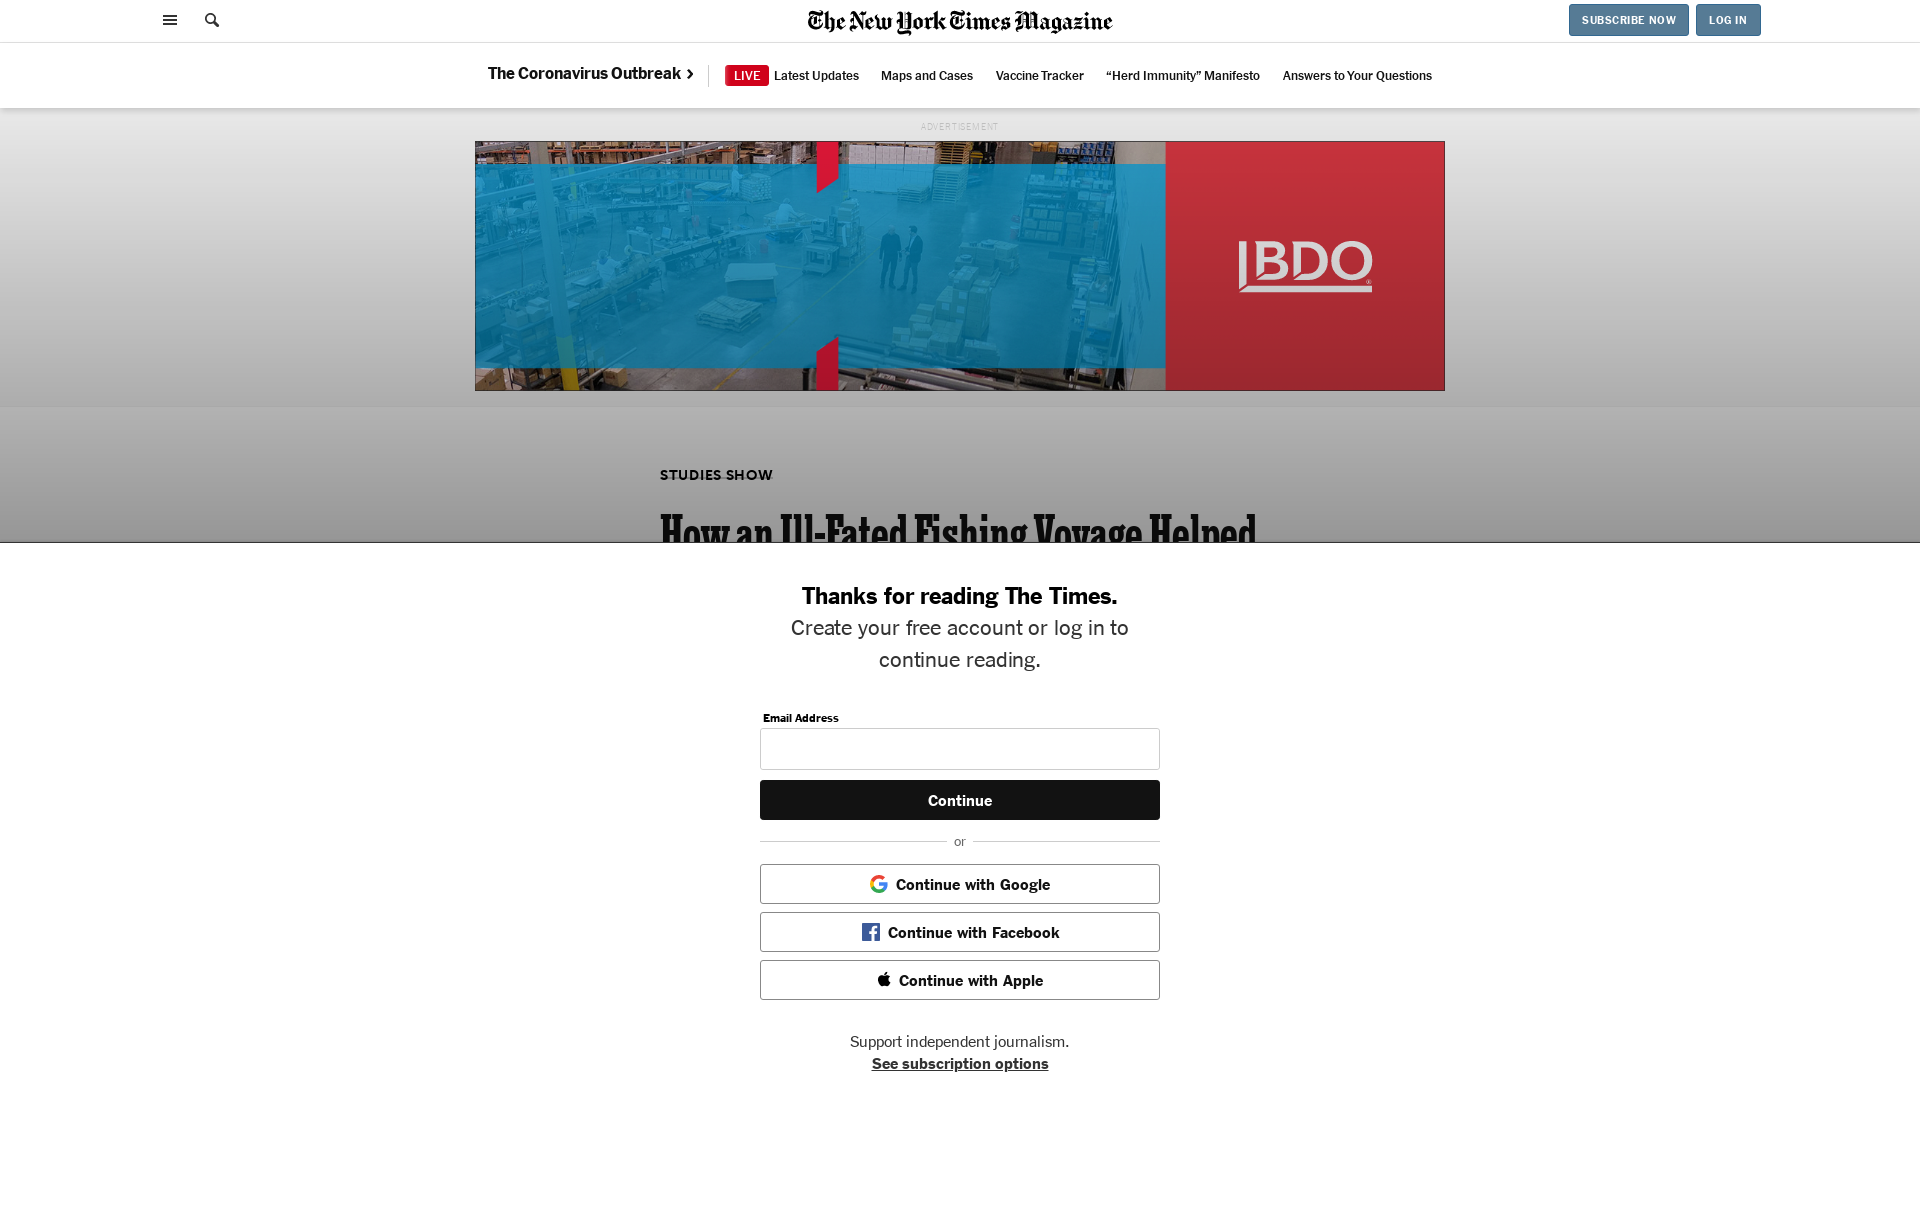 The New York Times Magazine
SUBSCRIBE NOW
LOG IN
The Coronavirus Outbreak
LIVE
Latest Updates
Maps and Cases
Vaccine Tracker
“Herd Immunity” Manifesto
Answers to Your Questions
ADVERTISEMENT
BDO
®
STUDIES SHOW
How an Ill-Fated Fishing Voyage Helped
Thanks for reading The Times.
Create your free account or log in to
continue reading.
Email Address
Continue
or
Continue with Google
Continue with Facebook
Continue with Apple
Support independent journalism.
See subscription options